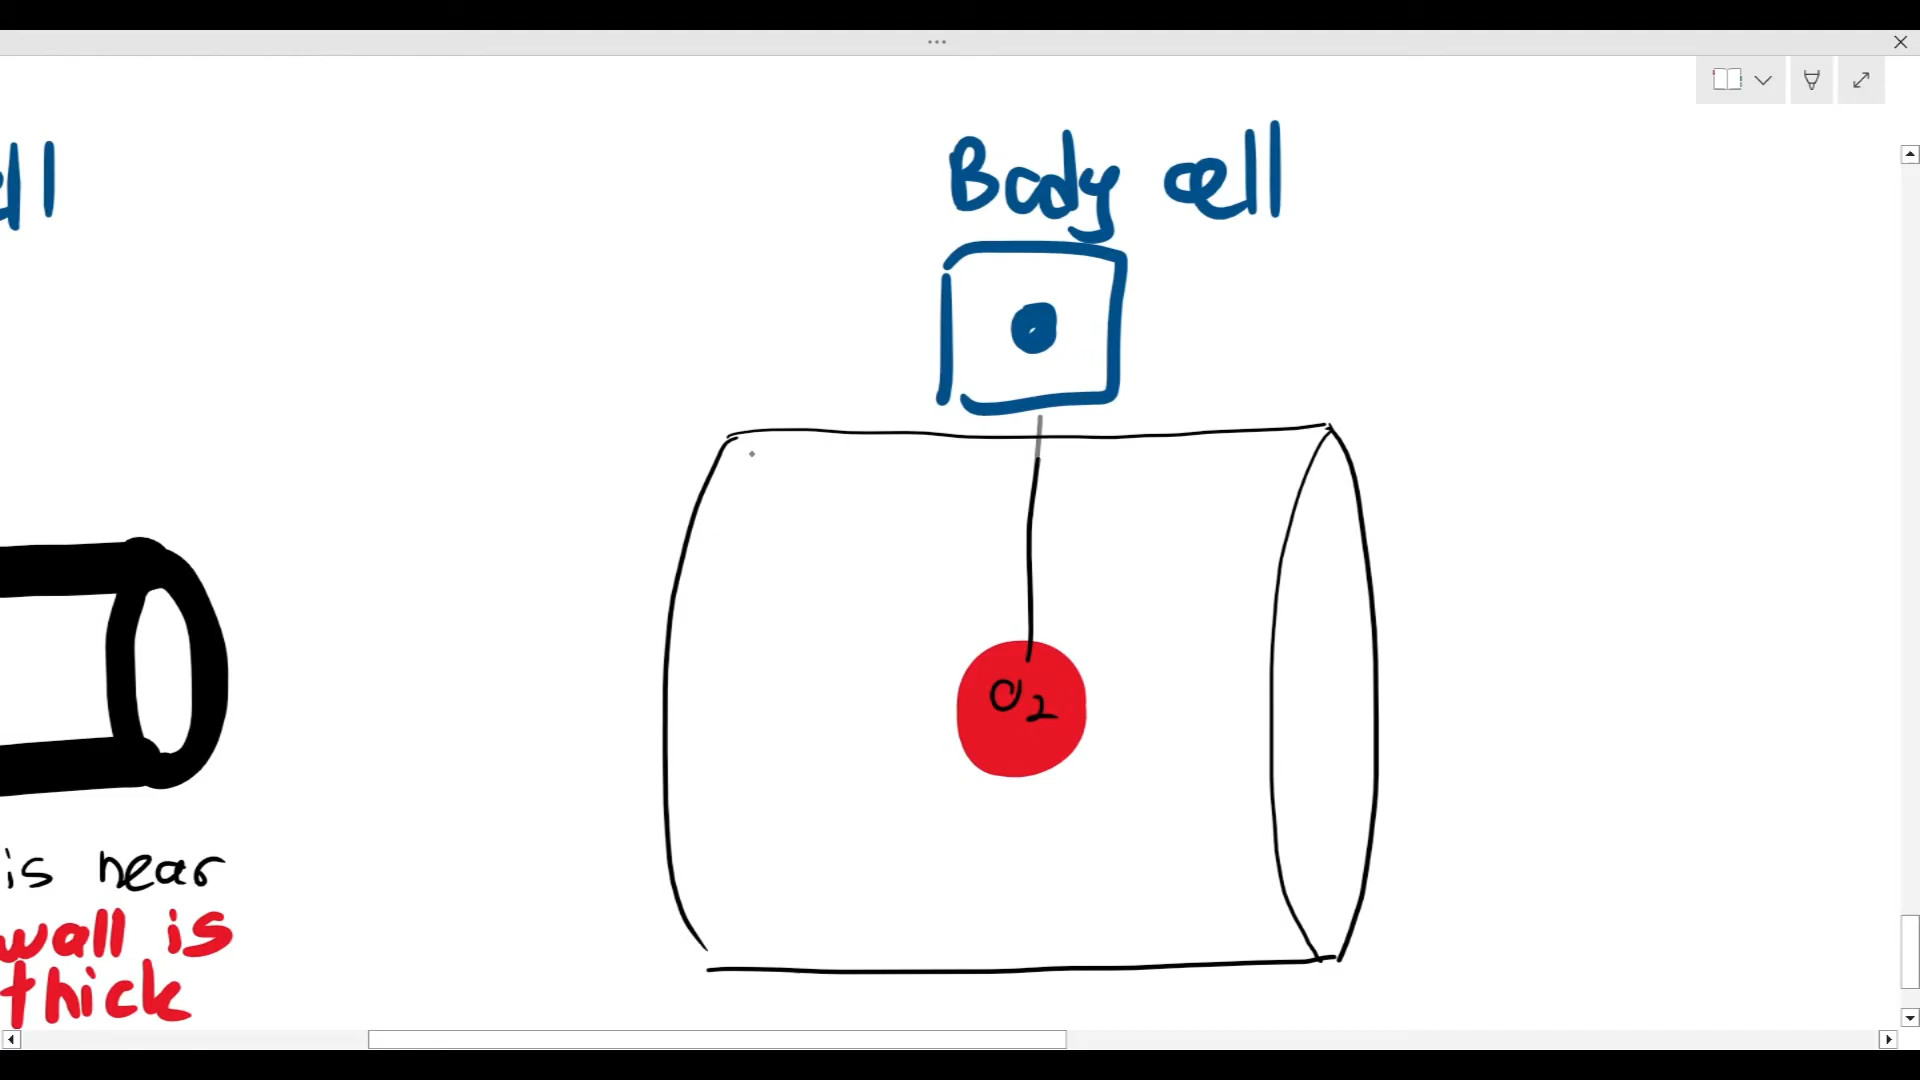 Body cell
O2
is near
wall is
thick